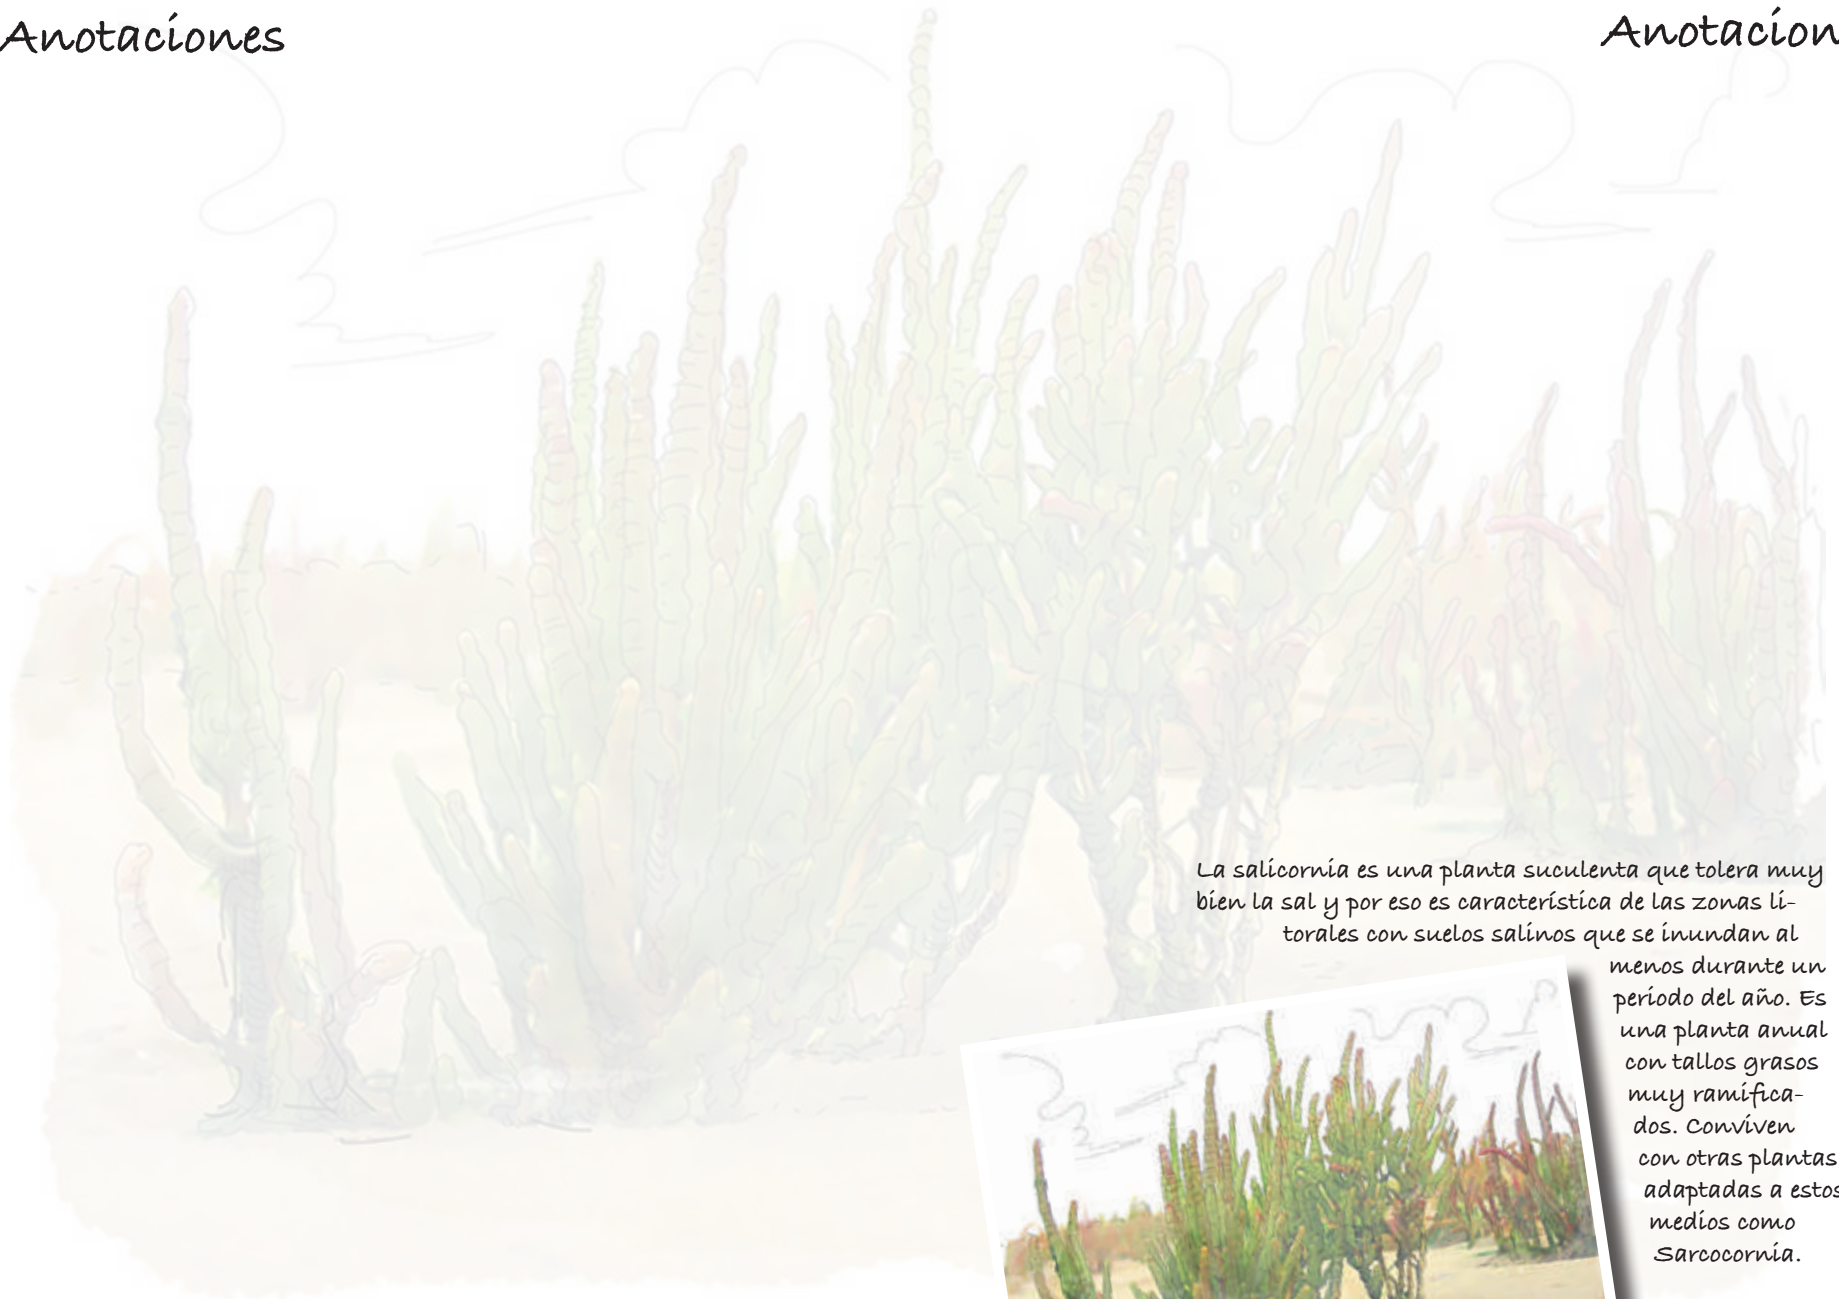 Anotaciones
Anotacion
La salicornia es una planta suculenta que tolera muy
bien la sal y por eso es característica de las zonas li-
torales con suelos salinos que se inundan al
menos durante un
período del año. Es
una planta anual
con tallos grasos
muy ramifica-
dos. Conviven
con otras plantas
adaptadas a estos
medios como
Sarcocornia.